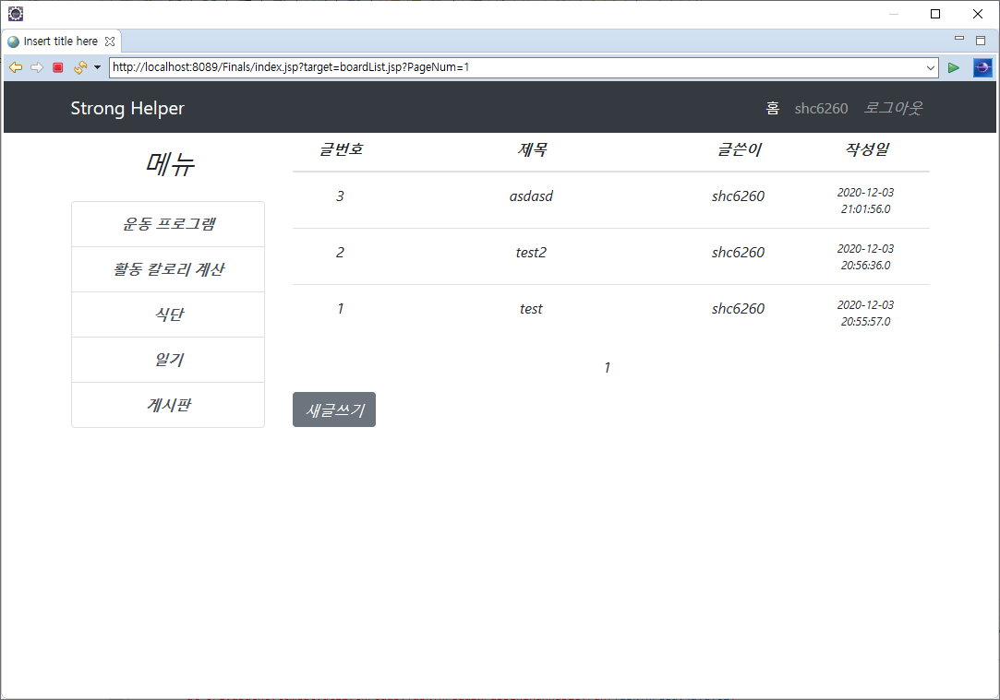 Insert title here
http://localhost:8089/Finals/index.jsp?target=boardList.jsp?PageNum=1
Strong Helper
홈 shc6260 로그아웃
메뉴
운동 프로그램
활동 칼로리 계산
식단
일기
게시판
글번호 제목 글쓴이 작성일
3 asdasd shc6260 2020-12-03
21:01:56.0
2 test2 shc6260 2020-12-03
20:56:36.0
1 test shc6260 2020-12-03
20:55:57.0
1
새글쓰기